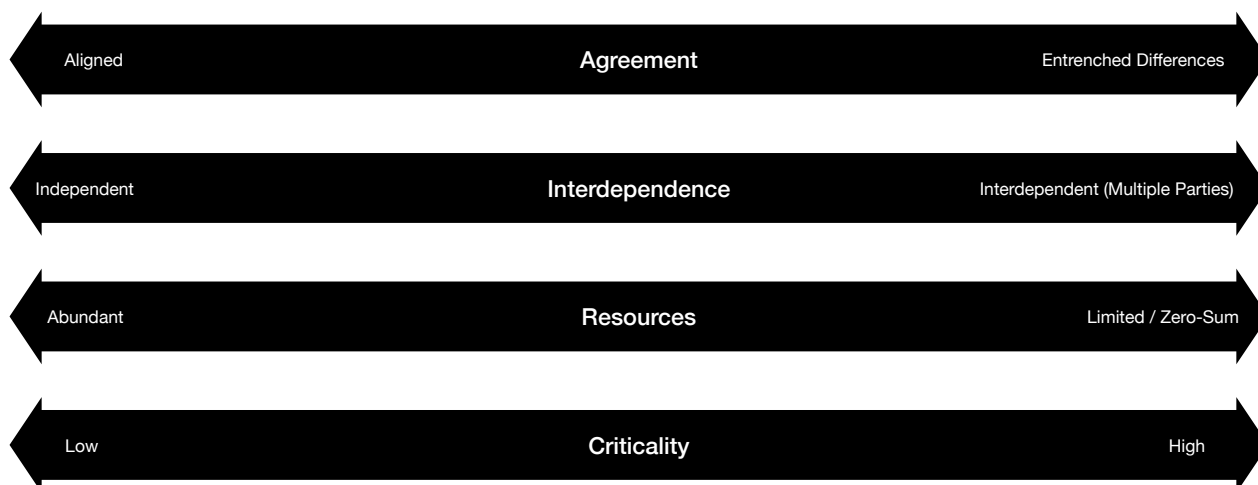 Aligned Agreement Entrenched Differences
Independent Interdependence Interdependent (Multiple Parties)
Abundant Resources Limited / Zero-Sum
Low Criticality High